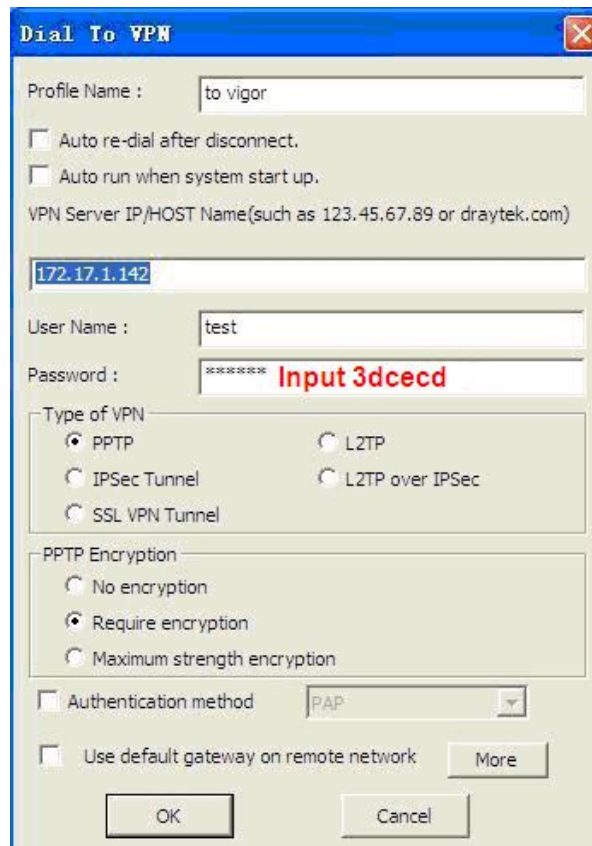 Dial To VPN
Profile Name : to vigor
Auto re-dial after disconnect.
Auto run when system start up.
VPN Server IP/HOST Name(such as 123.45.67.89 or draytek.com)
172.17.1.142
User Name : test
Password : ****** Input 3dcecd
Type of VPN
PPTP L2TP
IPSec Tunnel L2TP over IPSec
SSL VPN Tunnel
PPTP Encryption
No encryption
Require encryption
Maximum strength encryption
Authentication method PAP
Use default gateway on remote network More
OK Cancel